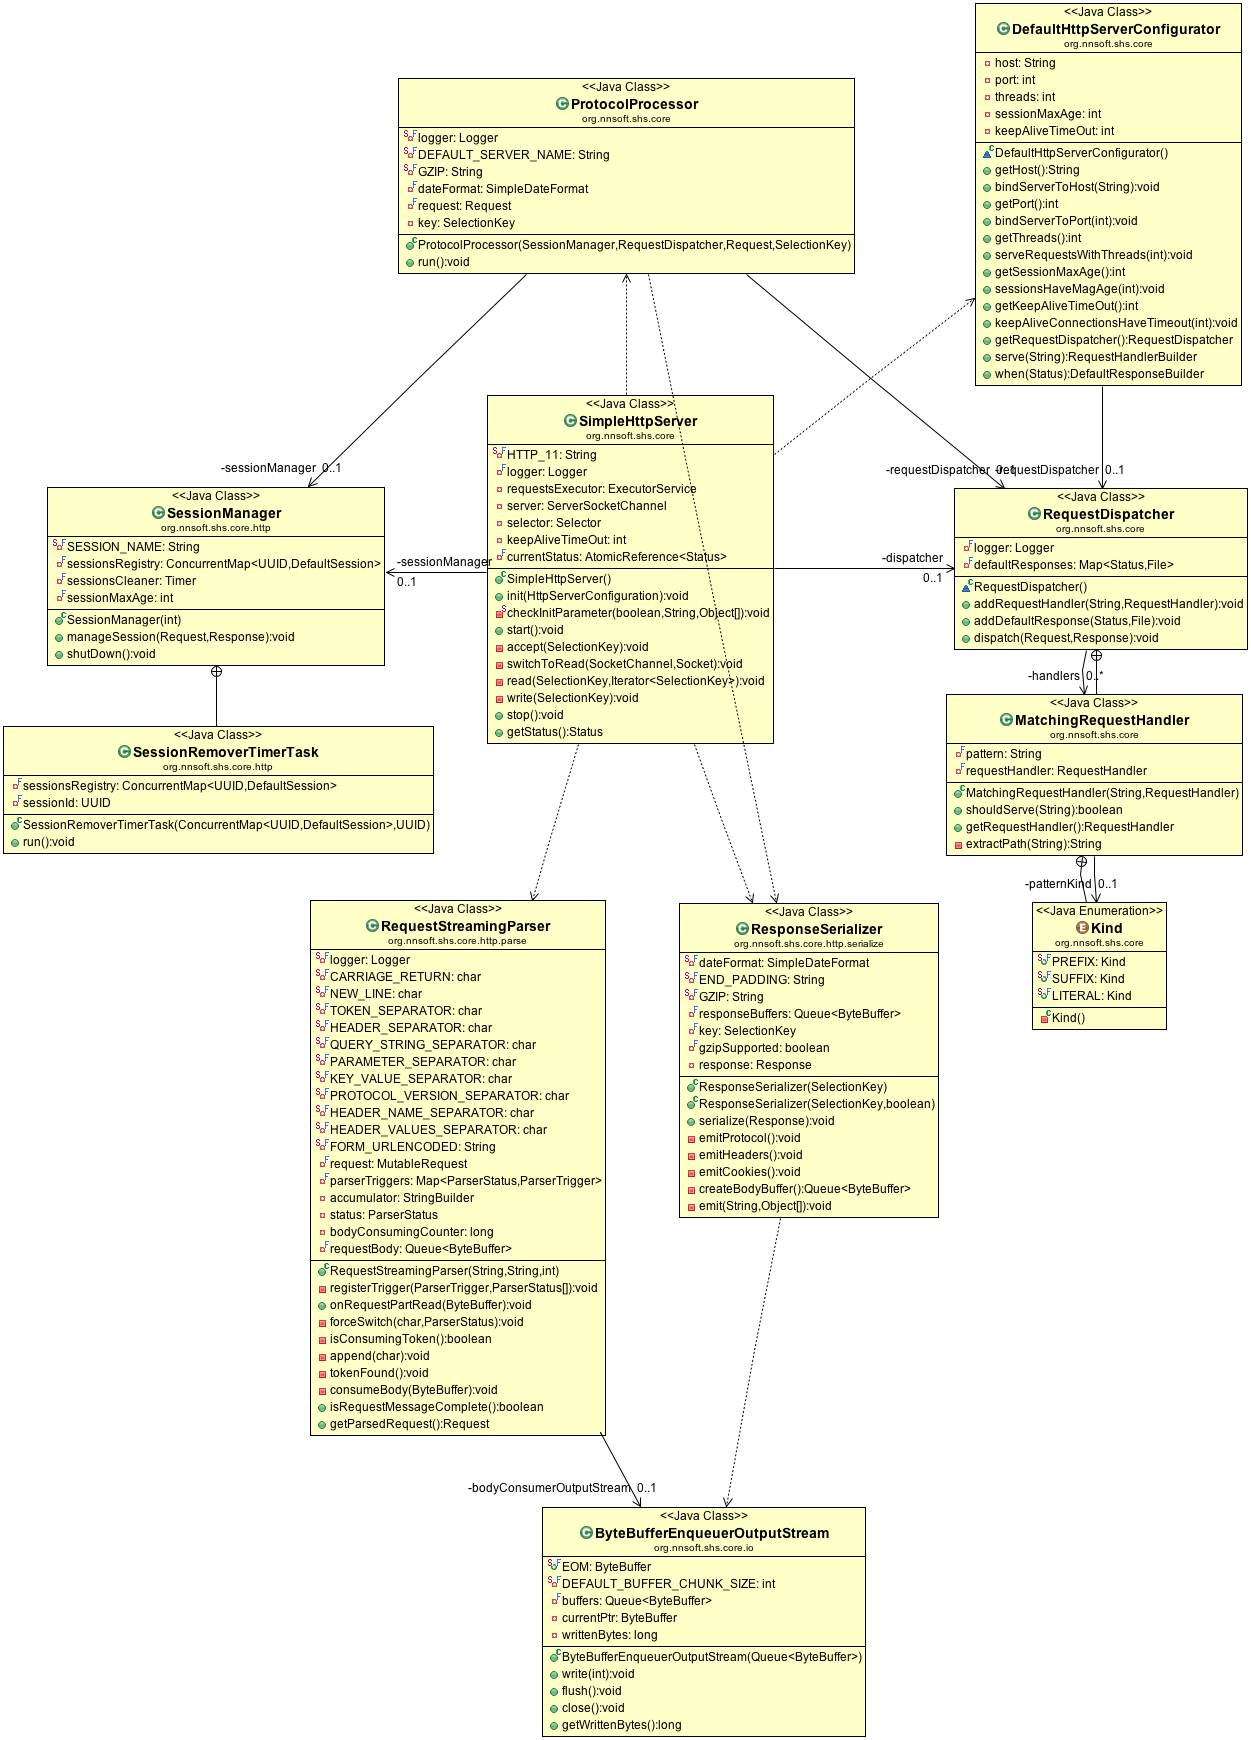 <<Java Class>>
DefaultHttpServerConfigurator
org.nnsoft.shs.core
host: String
port: int
threads: int
sessionMaxAge: int
keepAliveTimeOut: int
DefaultHttpServerConfigurator()
getHost():String
bindServerToHost(String):void
getPort():int
bindServerToPort(int):void
getThreads():int
serveRequestsWithThreads(int):void
getSessionMaxAge():int
sessionsHaveMagAge(int):void
getKeepAliveTimeOut():int
keepAliveConnectionsHaveTimeout(int):void
getRequestDispatcher():RequestDispatcher
serve(String):RequestHandlerBuilder
when(Status):DefaultResponseBuilder
<<Java Class>>
ProtocolProcessor
org.nnsoft.shs.core
logger: Logger
DEFAULT_SERVER_NAME: String
GZIP: String
dateFormat: SimpleDateFormat
request: Request
key: SelectionKey
ProtocolProcessor(SessionManager,RequestDispatcher,Request,SelectionKey)
run():void
<<Java Class>>
SimpleHttpServer
org.nnsoft.shs.core
HTTP_11: String
logger: Logger
requestsExecutor: ExecutorService
server: ServerSocketChannel
selector: Selector
keepAliveTimeOut: int
currentStatus: AtomicReference<Status>
SimpleHttpServer()
init(HttpServerConfiguration):void
checkInitParameter(boolean,String,Object[]):void
start():void
accept(SelectionKey):void
switchToRead(SocketChannel,Socket):void
read(SelectionKey,Iterator<SelectionKey>):void
write(SelectionKey):void
stop():void
getStatus():Status
-sessionManager 0..1
-requestDispatcher 0..1
-requestDispatcher 0..1
-sessionManager
0..1
-dispatcher
0..1
<<Java Class>>
SessionManager
org.nnsoft.shs.core.http
SESSION_NAME: String
sessionsRegistry: ConcurrentMap<UUID,DefaultSession>
sessionsCleaner: Timer
sessionMaxAge: int
SessionManager(int)
manageSession(Request,Response):void
shutDown():void
<<Java Class>>
RequestDispatcher
org.nnsoft.shs.core
logger: Logger
defaultResponses: Map<Status,File>
RequestDispatcher()
addRequestHandler(String,RequestHandler):void
addDefaultResponse(Status,File):void
dispatch(Request,Response):void
-handlers 0..*
<<Java Class>>
SessionRemoverTimerTask
org.nnsoft.shs.core.http
sessionsRegistry: ConcurrentMap<UUID,DefaultSession>
sessionId: UUID
SessionRemoverTimerTask(ConcurrentMap<UUID,DefaultSession>,UUID)
run():void
<<Java Class>>
MatchingRequestHandler
org.nnsoft.shs.core
pattern: String
requestHandler: RequestHandler
MatchingRequestHandler(String,RequestHandler)
shouldServe(String):boolean
getRequestHandler():RequestHandler
extractPath(String):String
-patternKind 0..1
<<Java Enumeration>>
Kind
org.nnsoft.shs.core
PREFIX: Kind
SUFFIX: Kind
LITERAL: Kind
Kind()
<<Java Class>>
RequestStreamingParser
org.nnsoft.shs.core.http.parse
logger: Logger
CARRIAGE_RETURN: char
NEW_LINE: char
TOKEN_SEPARATOR: char
HEADER_SEPARATOR: char
QUERY_STRING_SEPARATOR: char
PARAMETER_SEPARATOR: char
KEY_VALUE_SEPARATOR: char
PROTOCOL_VERSION_SEPARATOR: char
HEADER_NAME_SEPARATOR: char
HEADER_VALUES_SEPARATOR: char
FORM_URLENCODED: String
request: MutableRequest
parserTriggers: Map<ParserStatus,ParserTrigger>
accumulator: StringBuilder
status: ParserStatus
bodyConsumingCounter: long
requestBody: Queue<ByteBuffer>
RequestStreamingParser(String,String,int)
registerTrigger(ParserTrigger,ParserStatus[]):void
onRequestPartRead(ByteBuffer):void
forceSwitch(char,ParserStatus):void
isConsumingToken():boolean
append(char):void
tokenFound():void
consumeBody(ByteBuffer):void
isRequestMessageComplete():boolean
getParsedRequest():Request
<<Java Class>>
ResponseSerializer
org.nnsoft.shs.core.http.serialize
dateFormat: SimpleDateFormat
END_PADDING: String
GZIP: String
responseBuffers: Queue<ByteBuffer>
key: SelectionKey
gzipSupported: boolean
response: Response
ResponseSerializer(SelectionKey)
ResponseSerializer(SelectionKey,boolean)
serialize(Response):void
emitProtocol():void
emitHeaders():void
emitCookies():void
createBodyBuffer():Queue<ByteBuffer>
emit(String,Object[]):void
-bodyConsumerOutputStream 0..1
<<Java Class>>
ByteBufferEnqueuerOutputStream
org.nnsoft.shs.core.io
EOM: ByteBuffer
DEFAULT_BUFFER_CHUNK_SIZE: int
buffers: Queue<ByteBuffer>
currentPtr: ByteBuffer
writtenBytes: long
ByteBufferEnqueuerOutputStream(Queue<ByteBuffer>)
write(int):void
flush():void
close():void
getWrittenBytes():long